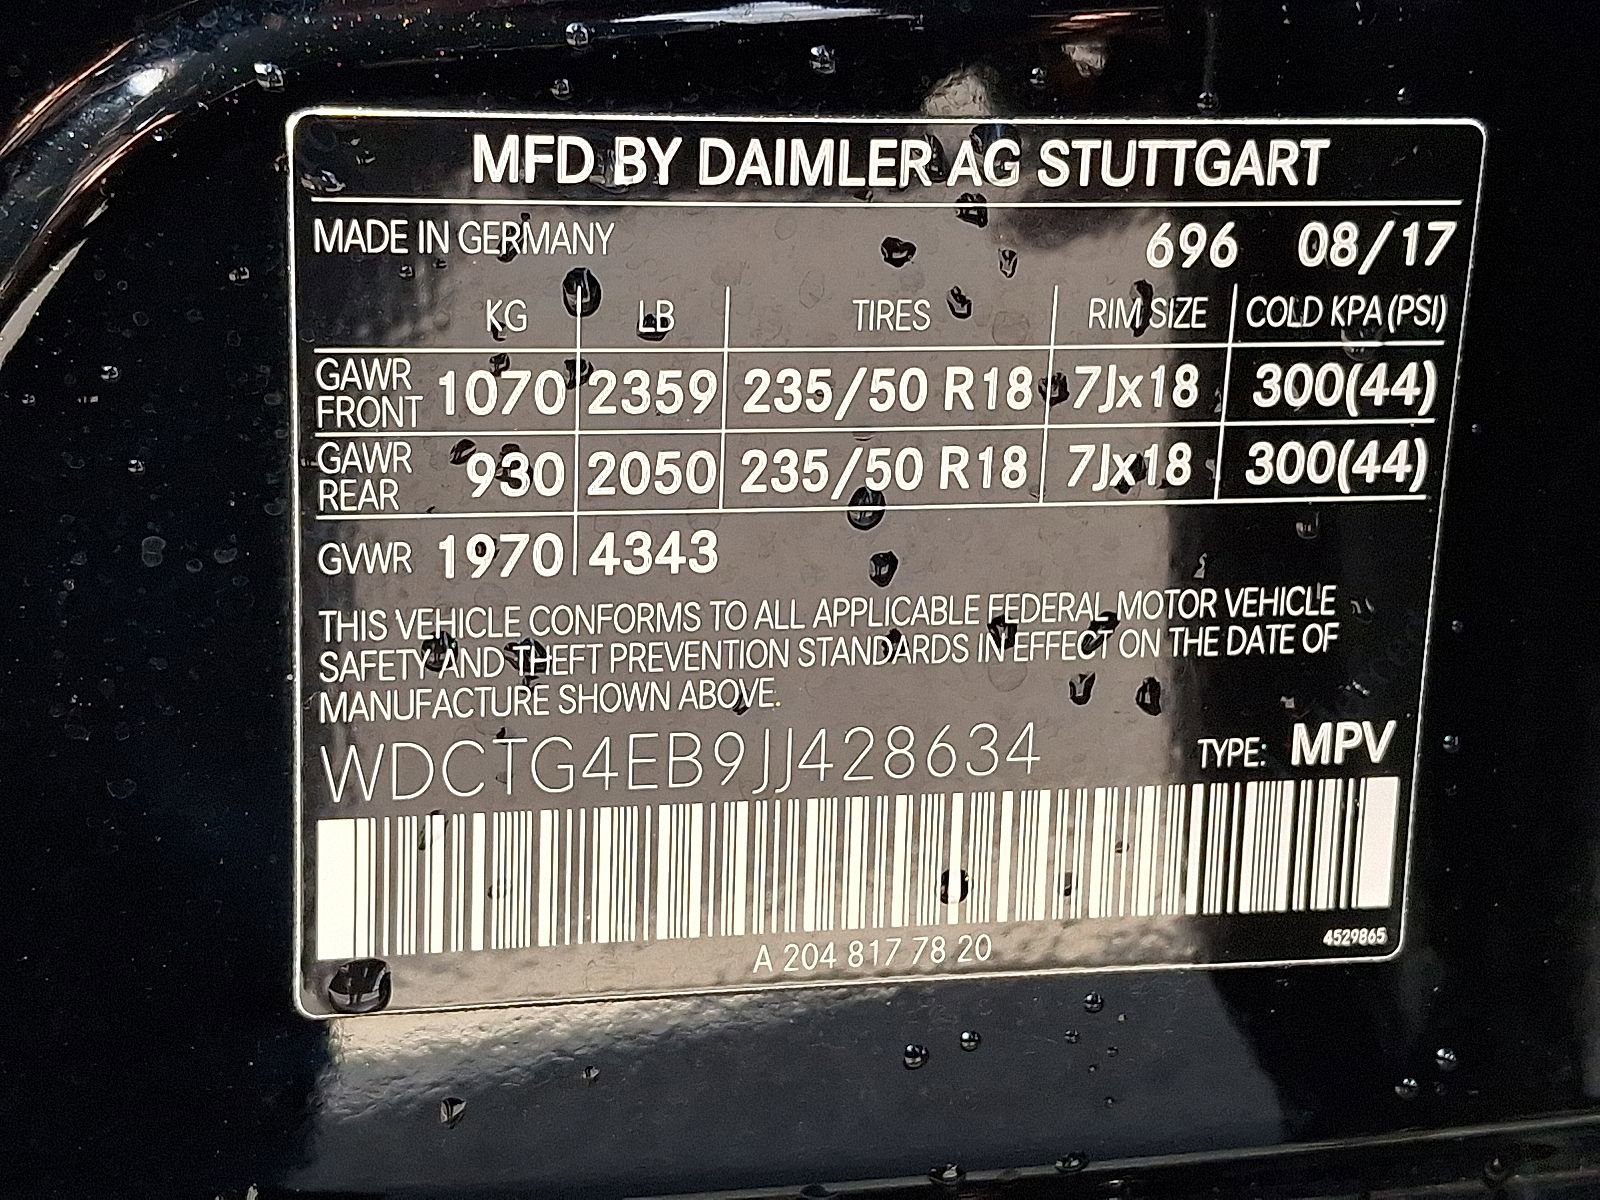 MFD BY DAIMLER AG STUTTGART
MADE IN GERMANY 696 08/17
KG LB TIRES RIM SIZE COLD KPA (PSI)
GAWR FRONT 1070 2359 235/50 R18 7Jx18 300(44)
GAWR REAR 930 2050 235/50 R18 7Jx18 300(44)
GVWR 1970 4343
THIS VEHICLE CONFORMS TO ALL APPLICABLE FEDERAL MOTOR VEHICLE
SAFETY AND THEFT PREVENTION STANDARDS IN EFFECT ON THE DATE OF
MANUFACTURE SHOWN ABOVE.
WDCTG4EB9JJ428634 TYPE: MPV
A 204 817 78 20
4529865